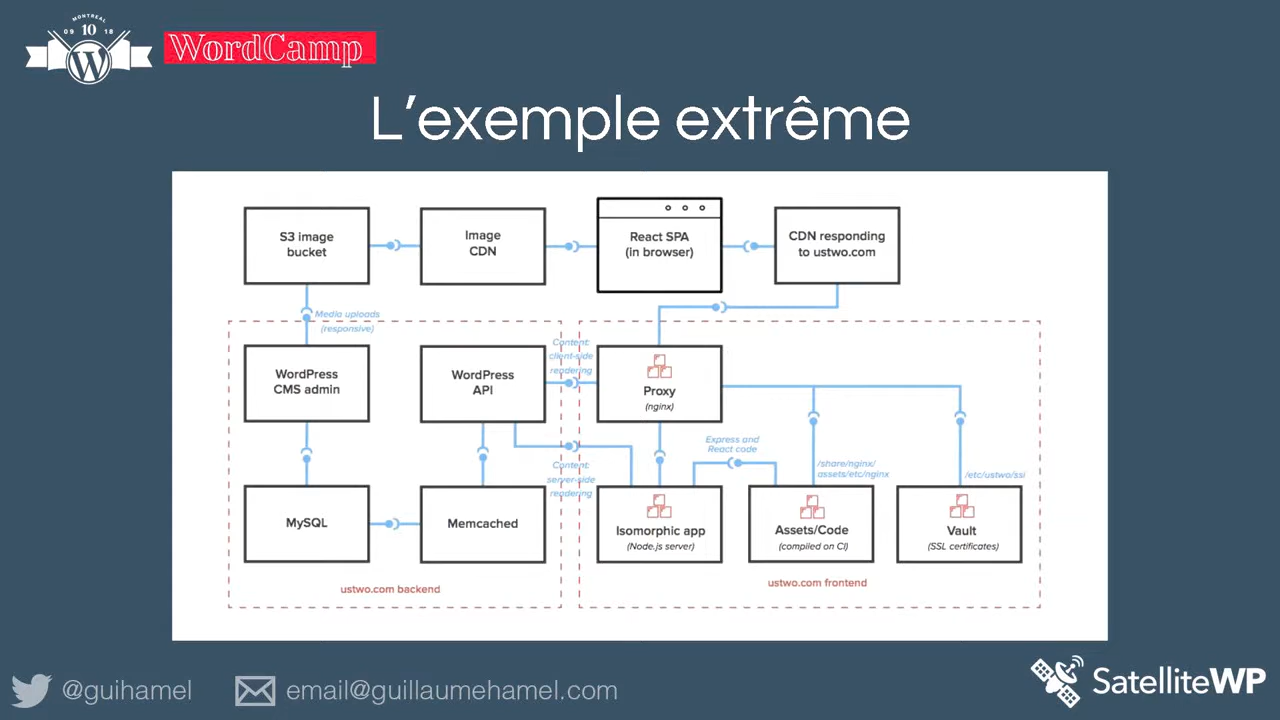 MONTREAL
09 10 18
W
WordCamp
L'exemple extrême
S3 image
bucket
Image
CDN
React SPA
(in browser)
CDN responding
to ustwo.com
Media uploads
(responsive)
Content:
client-side
rendering
WordPress
CMS admin
WordPress
API
Proxy
(nginx)
Express and
React code
Content:
server-side
rendering
/share/nginx/
assets/etc/nginx
/etc/ustwo/ssl
MySQL
Memcached
Isomorphic app
(Node.js server)
Assets/Code
(compiled on CI)
Vault
(SSL certificates)
ustwo.com backend
ustwo.com frontend
@guihamel
email@guillaumehamel.com
SatelliteWP